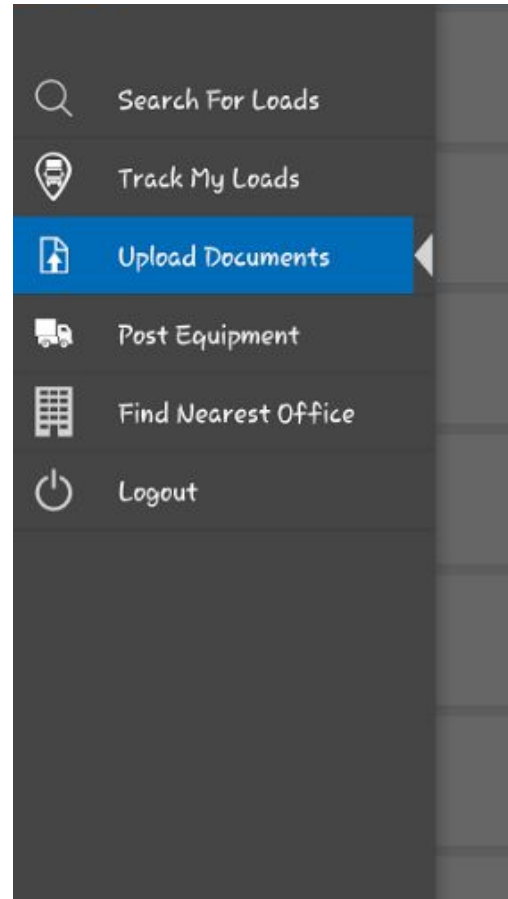 Search For Loads
Track My Loads
Upload Documents
Post Equipment
Find Nearest Office
Logout